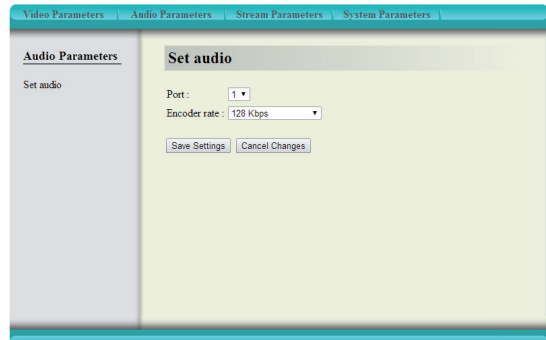 Video Parameters Audio Parameters Stream Parameters System Parameters
Audio Parameters
Set audio
Set audio
Port : 1
Encoder rate : 128 Kbps
Save Settings Cancel Changes